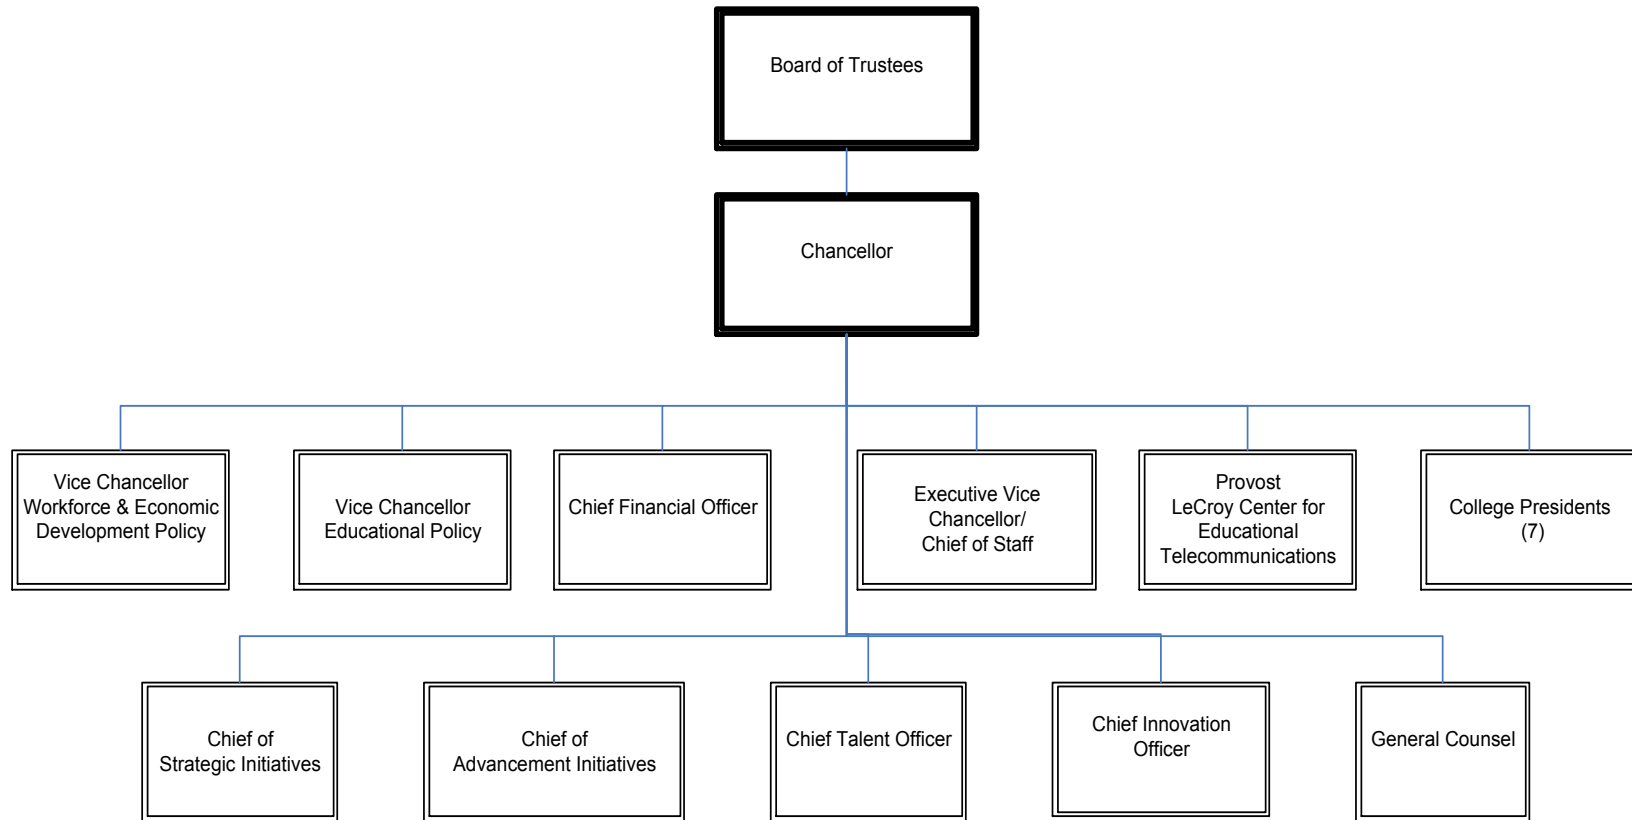 Board of Trustees
Chancellor
Vice Chancellor
Workforce & Economic
Development Policy
Vice Chancellor
Educational Policy
Chief Financial Officer
Executive Vice
Chancellor/
Chief of Staff
Provost
LeCroy Center for
Educational
Telecommunications
College Presidents
(7)
Chief of
Strategic Initiatives
Chief of
Advancement Initiatives
Chief Talent Officer
Chief Innovation
Officer
General Counsel